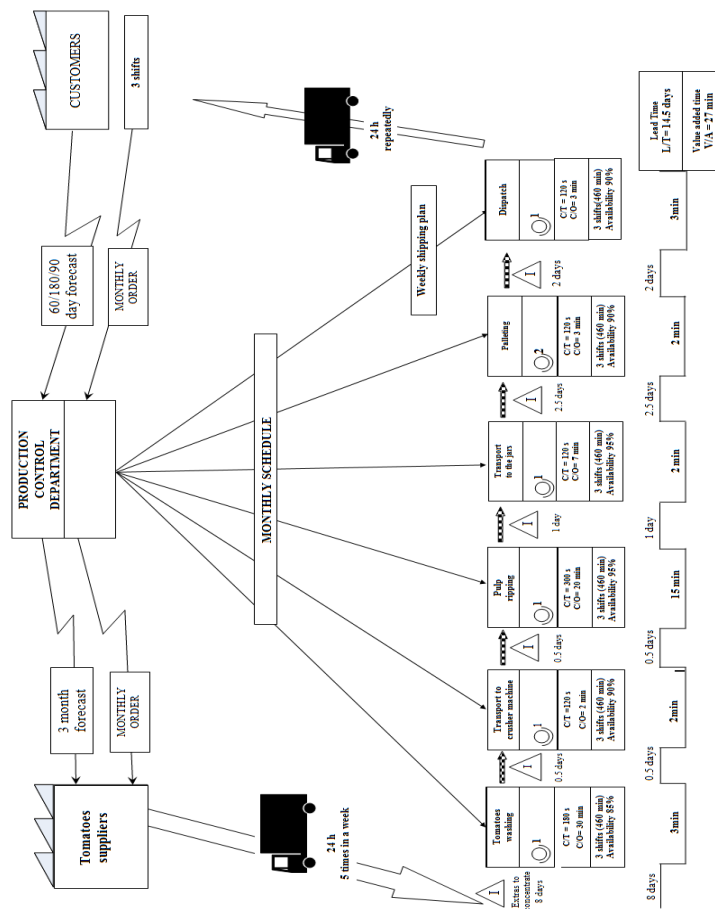 CUSTOMERS
3 shifts
24 h
repeatedly
60/180/90
day forecast
MONTHLY
ORDER
PRODUCTION
CONTROL
DEPARTMENT
3 month
forecast
MONTHLY
ORDER
Tomatoes
suppliers
24 h
5 times in a week
MONTHLY SCHEDULE
Weekly shipping plan
I
Extras to
concentrate
8 days
Tomatoes
washing
1
C/T = 180 s
C/O= 30 min
3 shifts (460 min)
Availability 85%
I
0.5 days
Transport to
crusher machine
1
C/T =120 s
C/O= 2 min
3 shifts (460 min)
Availability 90%
I
0.5 days
Pulp
ripping
1
C/T = 300 s
C/O= 20 min
3 shifts (460 min)
Availability 95%
I
1 day
Transport
to the jars
1
C/T = 120 s
C/O= 7 min
3 shifts (460 min)
Availability 95%
I
2.5 days
Palleting
2
C/T = 120 s
C/O= 3 min
3 shifts (460 min)
Availability 90%
I
2 days
Dispatch
1
C/T = 120 s
C/O= 3 min
3 shifts(460 min)
Availability 90%
8 days
3min
0.5 days
2min
0.5 days
15 min
1 day
2 min
2.5 days
2 min
2 days
3min
Lead Time
L/T= 14.5 days
Value added time
V/A = 27 min